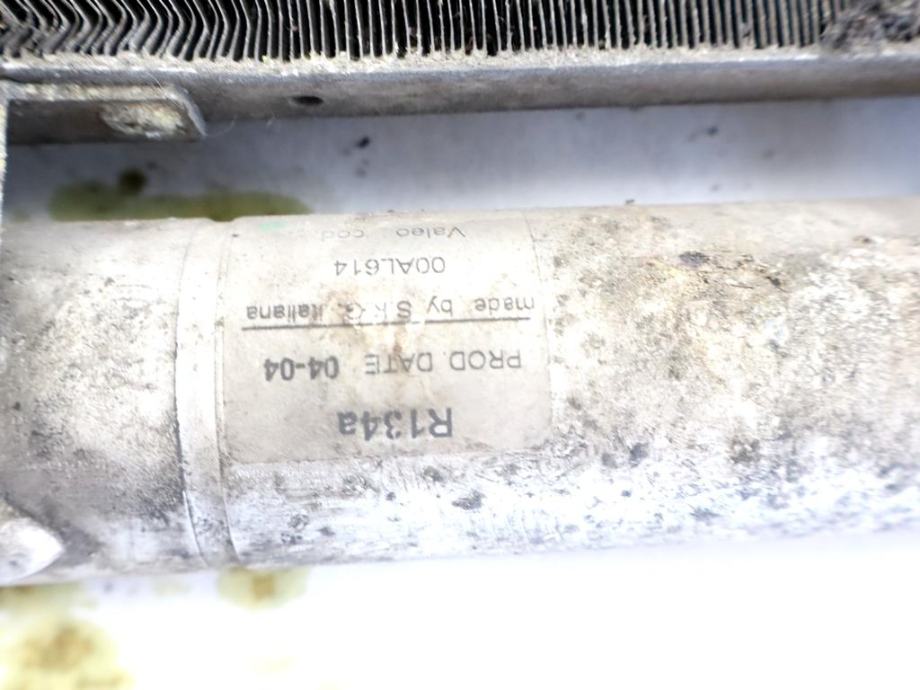 Valeo cod
00AL614
made by S.K.G. Italiana
PROD. DATE 04-04
R134a